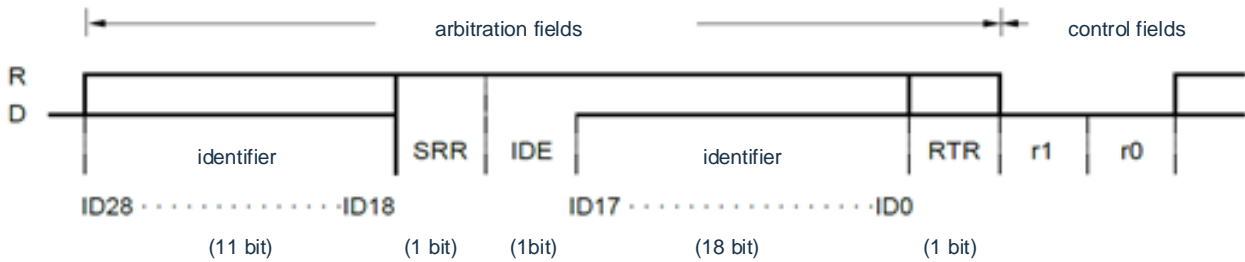 arbitration fields control fields
R
D
identifier SRR IDE identifier RTR r1 r0
ID28 · · · · · · · · · · · · · · · · ID18 ID17 · · · · · · · · · · · · · · · · · · · ID0
(11 bit) (1 bit) (1bit) (18 bit) (1 bit)